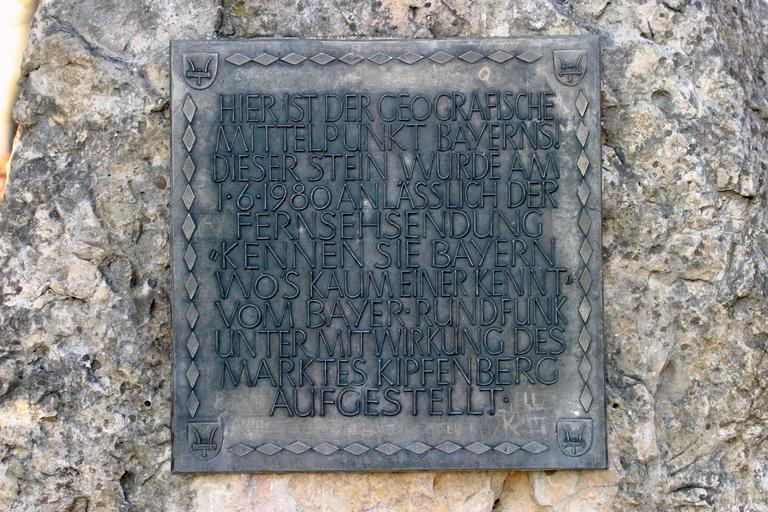 HIER IST DER GEOGRAFISCHE
MITTELPUNKT BAYERNS!
DIESER STEIN WURDE AM
1·6·1980 ANLÄSSLICH DER
FERNSEHSENDUNG
"KENNEN SIE BAYERN
WO'S KAUM EINER KENNT"
VOM BAYER·RUNDFUNK
UNTER MITWIRKUNG DES
MARKTES KIPFENBERG
AUFGESTELLT·